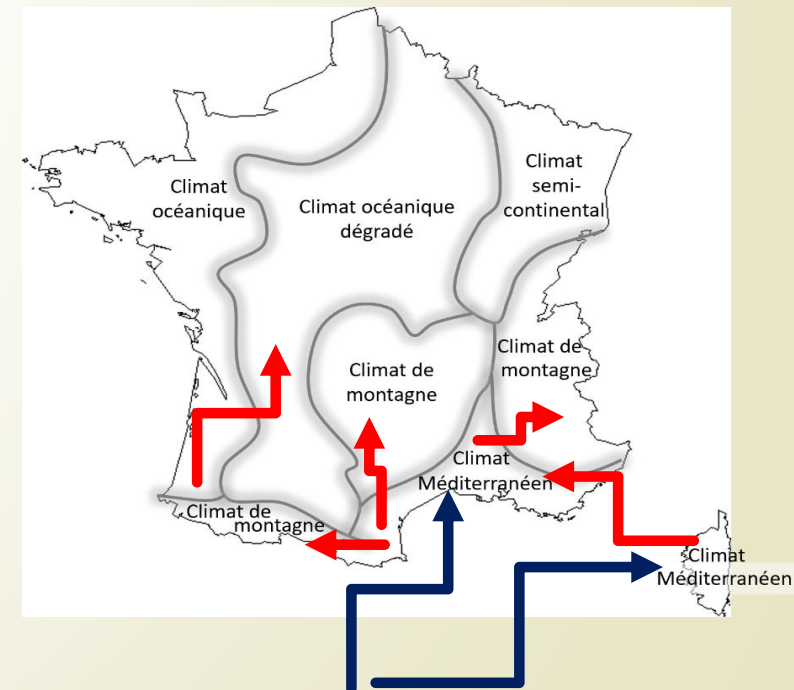 Climat
océanique
Climat océanique
dégradé
Climat
semi-
continental
Climat de
montagne
Climat de
montagne
Climat
Méditerranéen
Climat de
montagne
Climat
Méditerranéen